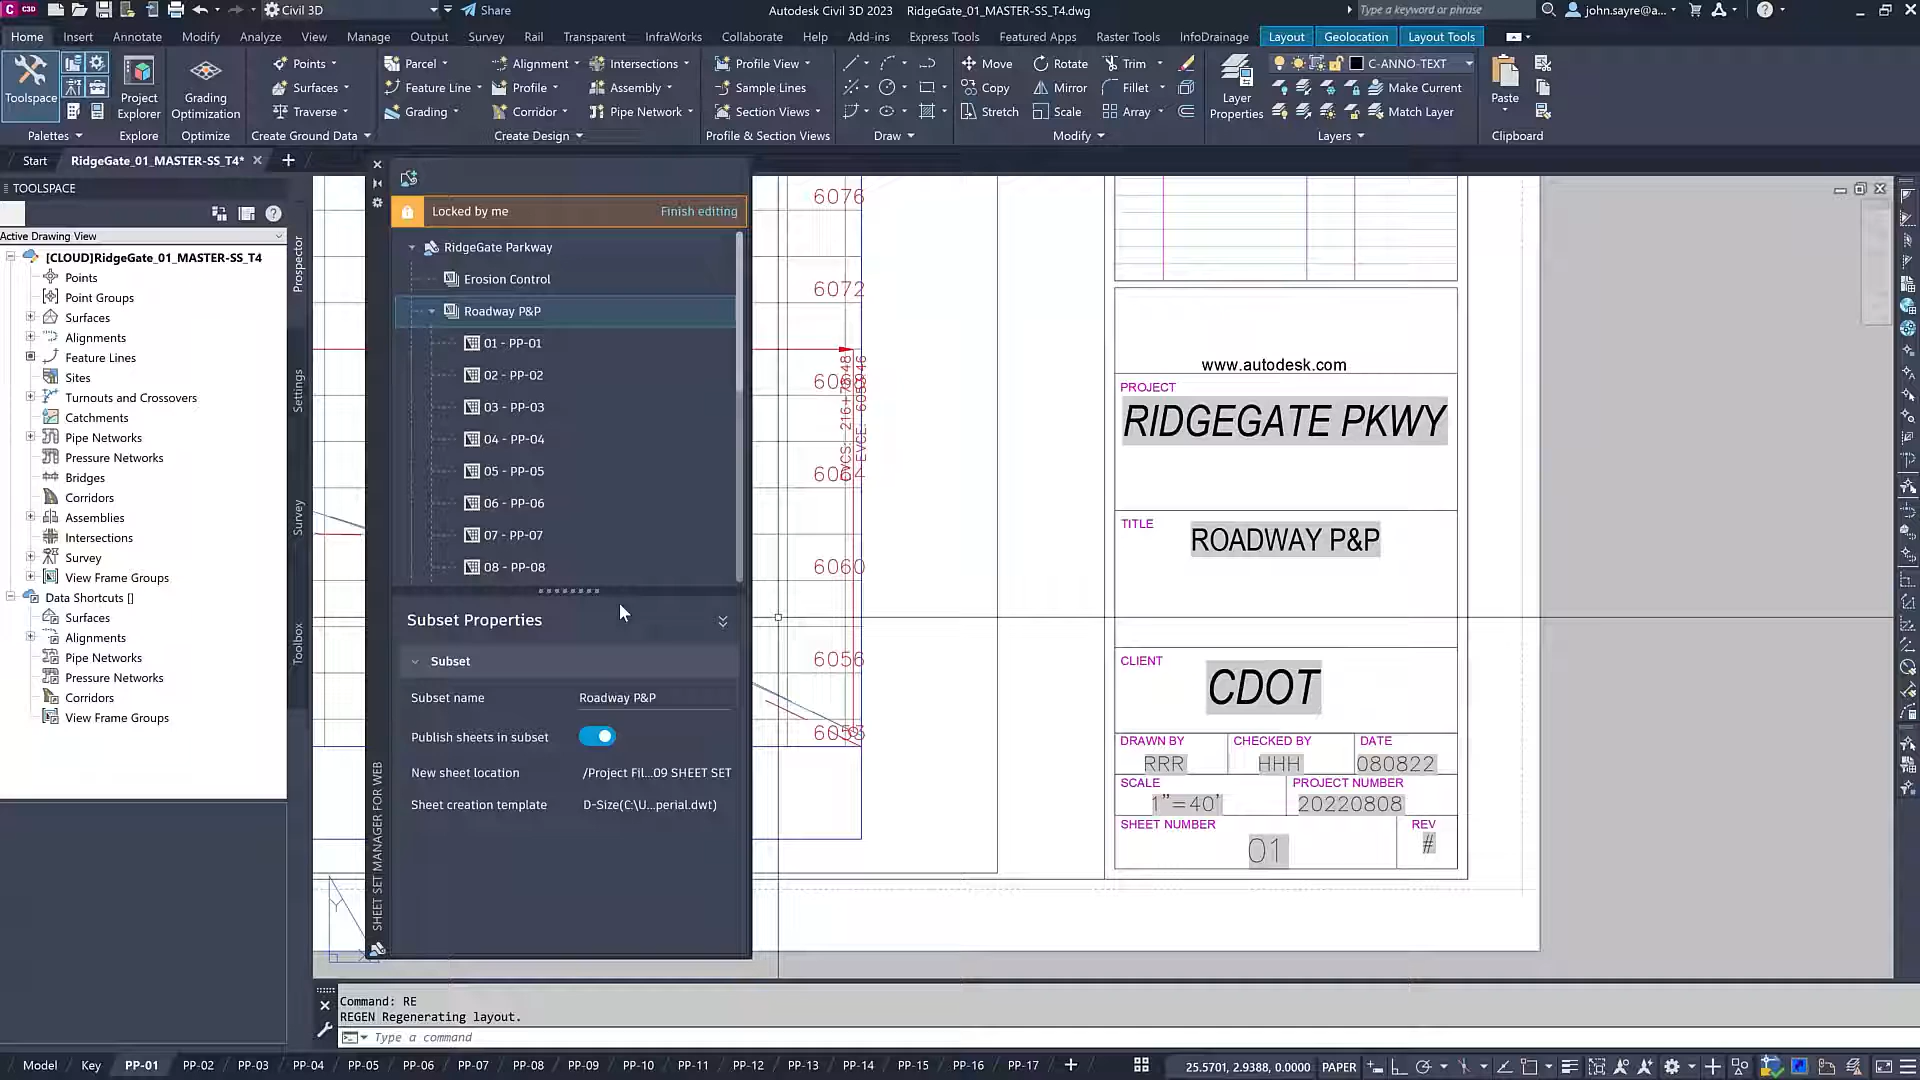 C C3D Civil 3D Share Autodesk Civil 3D 2023 RidgeGate_01_MASTER-SS_T4.dwg Type a keyword or phrase john.sayre@a...
Home Insert Annotate Modify Analyze View Manage Output Survey Rail Transparent InfraWorks Collaborate Help Add-ins Express Tools Featured Apps Raster Tools InfoDrainage Layout Geolocation Layout Tools
Points Parcel Alignment Intersections Profile View Move Rotate Trim C-ANNO-TEXT
Toolspace Project Explorer Grading Optimization Surfaces Feature Line Profile Assembly Sample Lines Copy Mirror Fillet Layer Properties Make Current Paste
Traverse Grading Corridor Pipe Network Section Views Stretch Scale Array Match Layer
Palettes Explore Optimize Create Ground Data Create Design Profile & Section Views Draw Modify Layers Clipboard
Start RidgeGate_01_MASTER-SS_T4*
TOOLSPACE
Active Drawing View
[CLOUD]RidgeGate_01_MASTER-SS_T4
Points
Point Groups
Surfaces
Alignments
Feature Lines
Sites
Turnouts and Crossovers
Catchments
Pipe Networks
Pressure Networks
Bridges
Corridors
Assemblies
Intersections
Survey
View Frame Groups
Data Shortcuts []
Surfaces
Alignments
Pipe Networks
Pressure Networks
Corridors
View Frame Groups
Prospector
Settings
Survey
Toolbox
Locked by me Finish editing
RidgeGate Parkway
Erosion Control
Roadway P&P
01 - PP-01
02 - PP-02
03 - PP-03
04 - PP-04
05 - PP-05
06 - PP-06
07 - PP-07
08 - PP-08
Subset Properties
Subset
Subset name Roadway P&P
Publish sheets in subset
New sheet location /Project Fil...09 SHEET SET
Sheet creation template D-Size(C:\U...perial.dwt)
SHEET SET MANAGER FOR WEB
6076
6072
6060
6056
www.autodesk.com
PROJECT
RIDGEGATE PKWY
TITLE
ROADWAY P&P
CLIENT
CDOT
DRAWN BY CHECKED BY DATE
RRR HHH 080822
SCALE PROJECT NUMBER
1"=40' 20220808
SHEET NUMBER REV
01 #
Command: RE
REGEN Regenerating layout.
Type a command
Model Key PP-01 PP-02 PP-03 PP-04 PP-05 PP-06 PP-07 PP-08 PP-09 PP-10 PP-11 PP-12 PP-13 PP-14 PP-15 PP-16 PP-17 25.5701, 2.9388, 0.0000 PAPER